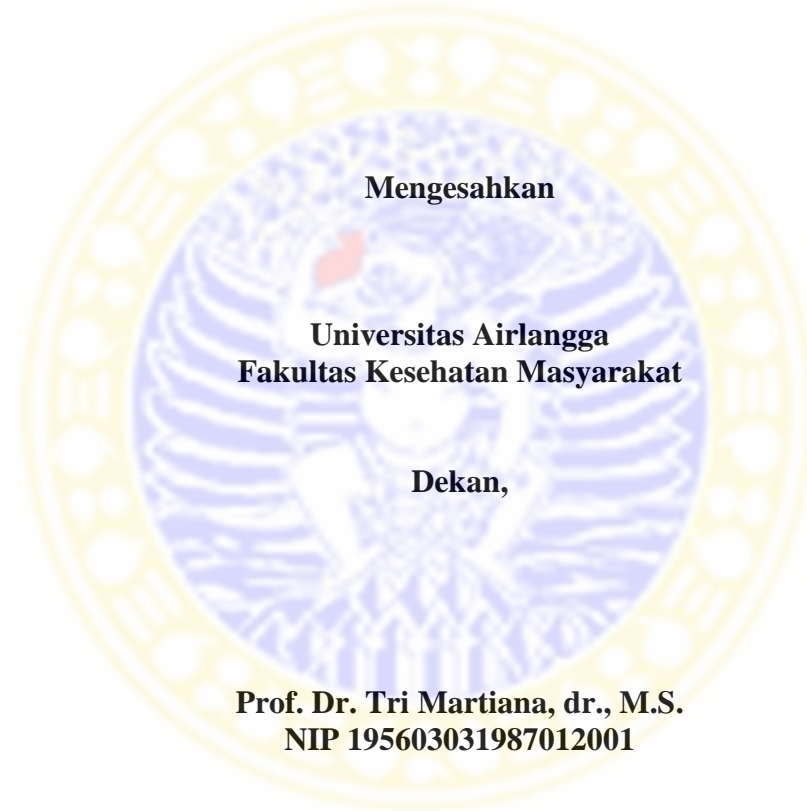 Mengesahkan
Universitas Airlangga
Fakultas Kesehatan Masyarakat
Dekan,
Prof. Dr. Tri Martiana, dr., M.S.
NIP 195603031987012001